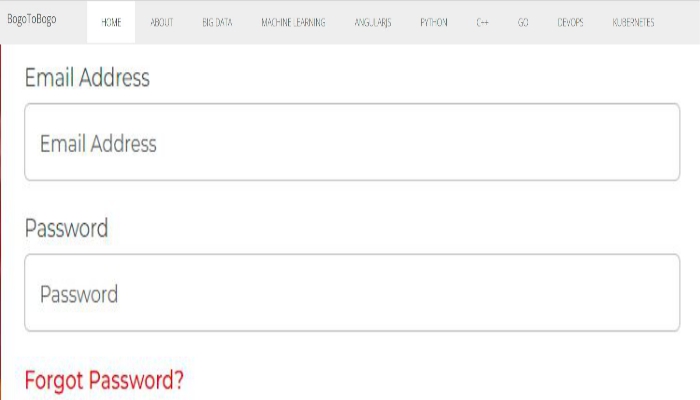 BogoToBogo HOME ABOUT BIG DATA MACHINE LEARNING ANGULARJS PYTHON C++ GO DEVOPS KUBERNETES
Email Address
Email Address
Password
Password
Forgot Password?